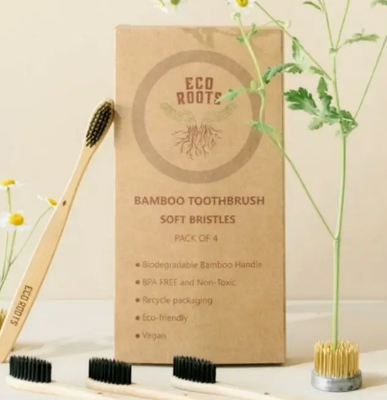 ECO
ROOTS
BAMBOO TOOTHBRUSH
SOFT BRISTLES
PACK OF 4
Biodegradable Bamboo Handle
BPA FREE and Non-Toxic
Recycle packaging
Eco-friendly
Vegan
ECO ROOTS